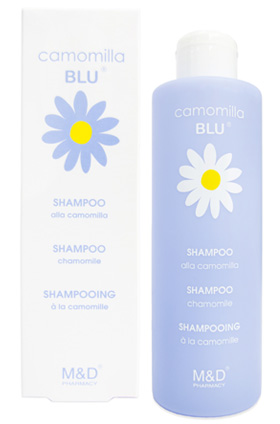 camomilla
BLU®
SHAMPOO
alla camomilla
SHAMPOO
chamomile
SHAMPOOING
à la camomille
M&D®
PHARMACY
camomilla
BLU®
SHAMPOO
alla camomilla
SHAMPOO
chamomile
SHAMPOOING
à la camomille
M&D®
PHARMACY